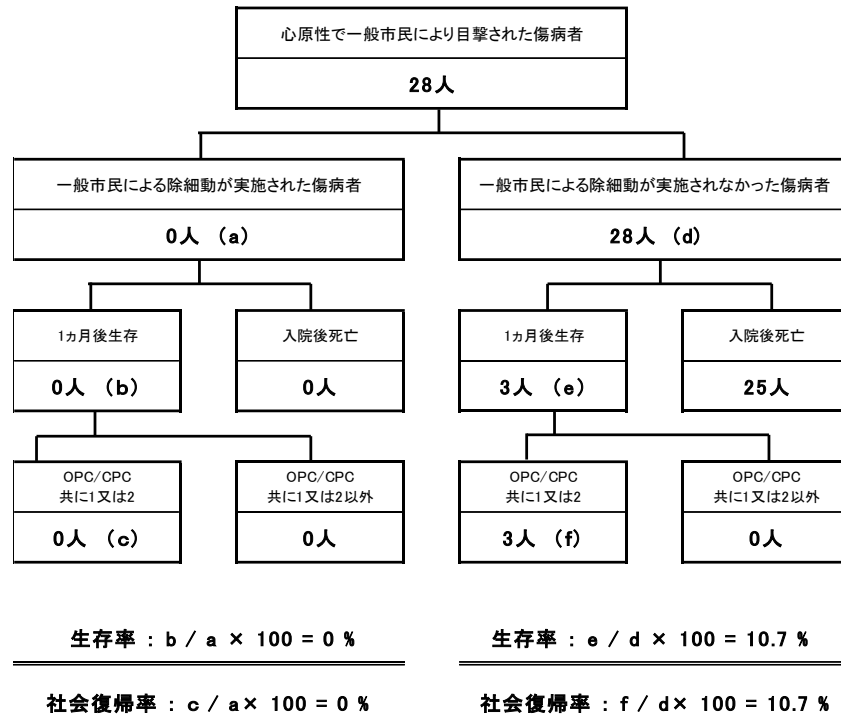 心原性で一般市民により目撃された傷病者
28人
一般市民による除細動が実施された傷病者
0人 (a)
一般市民による除細動が実施されなかった傷病者
28人 (d)
1ヵ月後生存
0人 (b)
入院後死亡
0人
1ヵ月後生存
3人 (e)
入院後死亡
25人
OPC/CPC
共に1又は2
0人 (c)
OPC/CPC
共に1又は2以外
0人
OPC/CPC
共に1又は2
3人 (f)
OPC/CPC
共に1又は2以外
0人
生存率 : b / a × 100 = 0 %
生存率 : e / d × 100 = 10.7 %
社会復帰率 : c / a× 100 = 0 %
社会復帰率 : f / d× 100 = 10.7 %